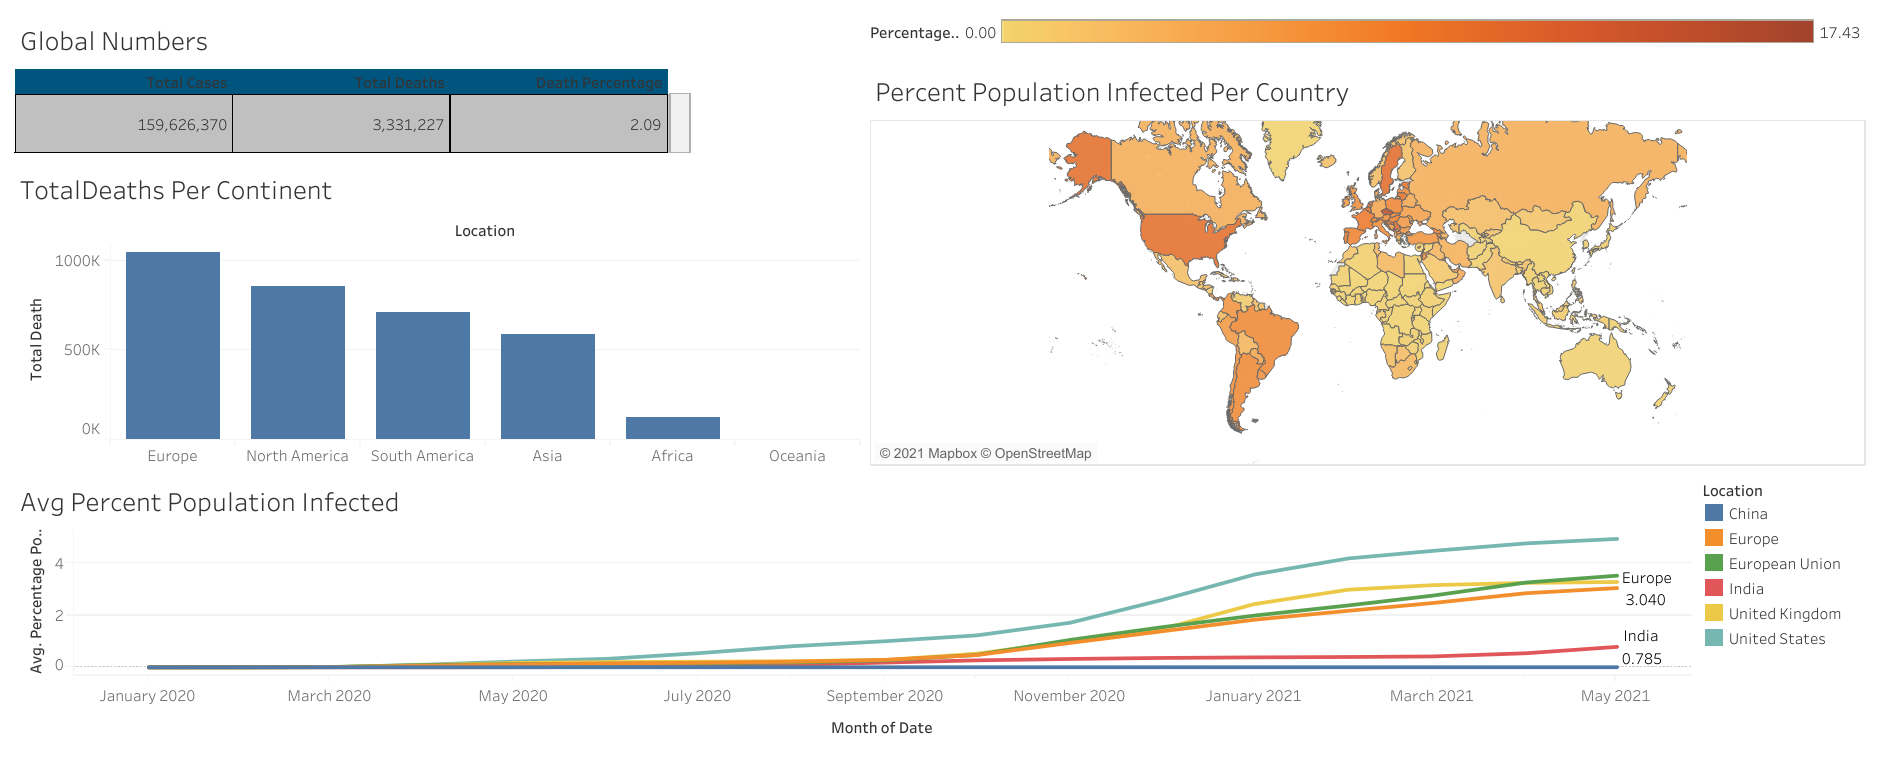 Global Numbers
Total Cases Total Deaths Death Percentage
159,626,370 3,331,227 2.09
TotalDeaths Per Continent
Location
Total Death
1000K
500K
0K
Europe North America South America Asia Africa Oceania
Percentage.. 0.00 17.43
Percent Population Infected Per Country
© 2021 Mapbox © OpenStreetMap
Avg Percent Population Infected
Avg. Percentage Po..
4
2
0
Europe
3.040
India
0.785
January 2020 March 2020 May 2020 July 2020 September 2020 November 2020 January 2021 March 2021 May 2021
Month of Date
Location
China
Europe
European Union
India
United Kingdom
United States